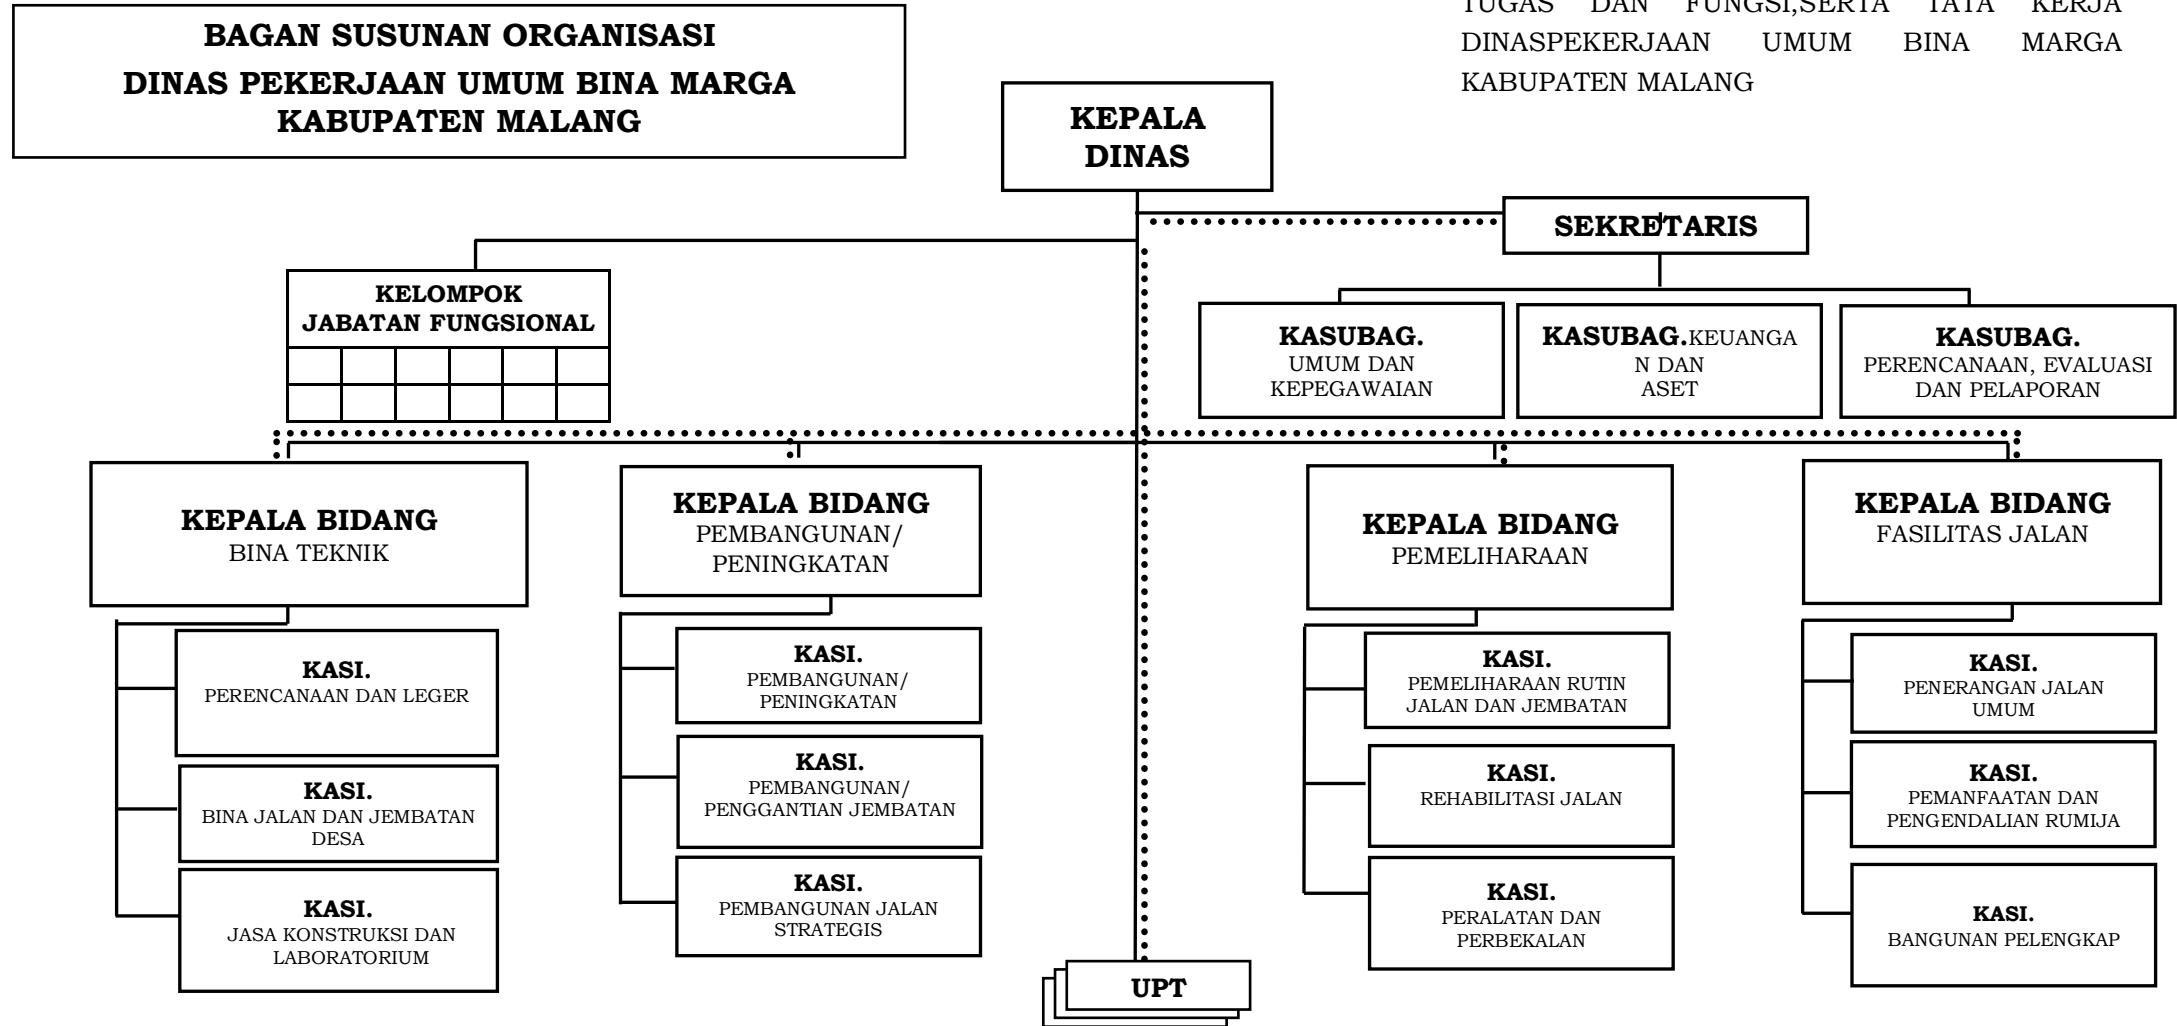 TUGAS DAN FUNGSI,SERTA TATA KERJA
DINASPEKERJAAN UMUM BINA MARGA
KABUPATEN MALANG
BAGAN SUSUNAN ORGANISASI
DINAS PEKERJAAN UMUM BINA MARGA
KABUPATEN MALANG
KEPALA
DINAS
SEKRETARIS
KELOMPOK
JABATAN FUNGSIONAL
KASUBAG.
UMUM DAN
KEPEGAWAIAN
KASUBAG.KEUANGA
N DAN
ASET
KASUBAG.
PERENCANAAN, EVALUASI
DAN PELAPORAN
KEPALA BIDANG
BINA TEKNIK
KASI.
PERENCANAAN DAN LEGER
KASI.
BINA JALAN DAN JEMBATAN
DESA
KASI.
JASA KONSTRUKSI DAN
LABORATORIUM
KEPALA BIDANG
PEMBANGUNAN/
PENINGKATAN
KASI.
PEMBANGUNAN/
PENINGKATAN
KASI.
PEMBANGUNAN/
PENGGANTIAN JEMBATAN
KASI.
PEMBANGUNAN JALAN
STRATEGIS
KEPALA BIDANG
PEMELIHARAAN
KASI.
PEMELIHARAAN RUTIN
JALAN DAN JEMBATAN
KASI.
REHABILITASI JALAN
KASI.
PERALATAN DAN
PERBEKALAN
KEPALA BIDANG
FASILITAS JALAN
KASI.
PENERANGAN JALAN
UMUM
KASI.
PEMANFAATAN DAN
PENGENDALIAN RUMIJA
KASI.
BANGUNAN PELENGKAP
UPT